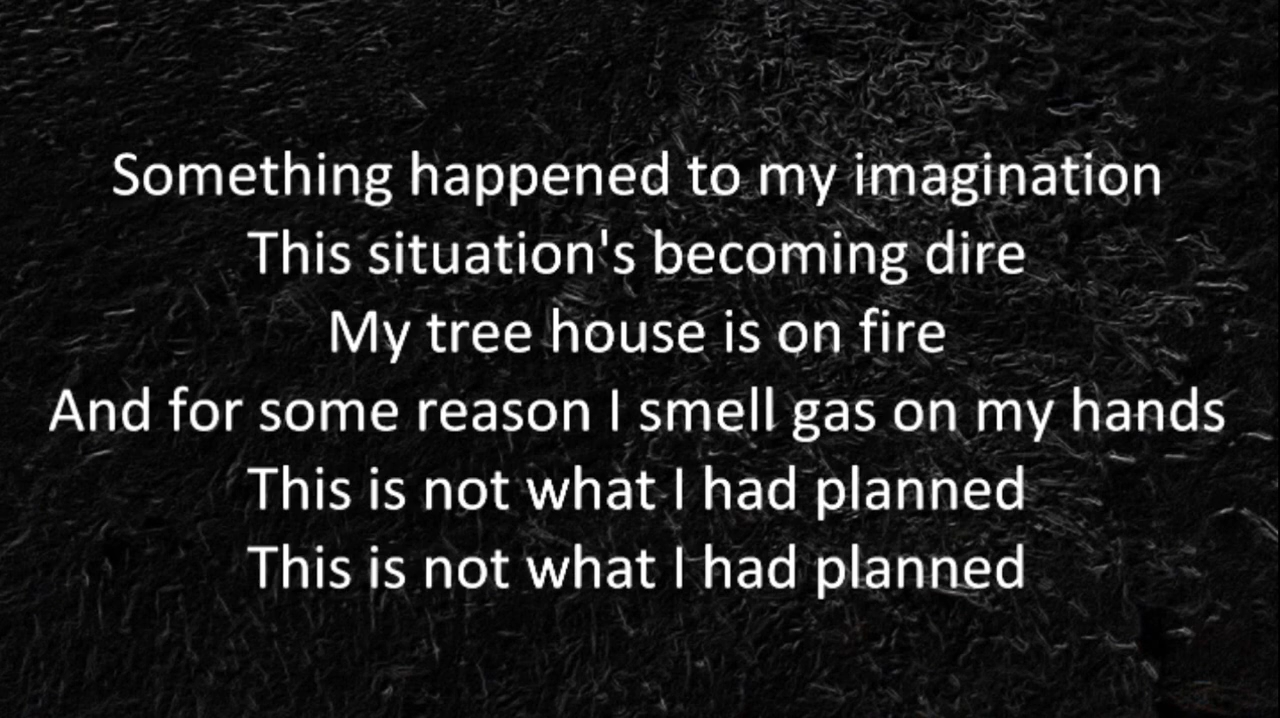 Something happened to my imagination
This situation's becoming dire
My tree house is on fire
And for some reason I smell gas on my hands
This is not what I had planned
This is not what I had planned